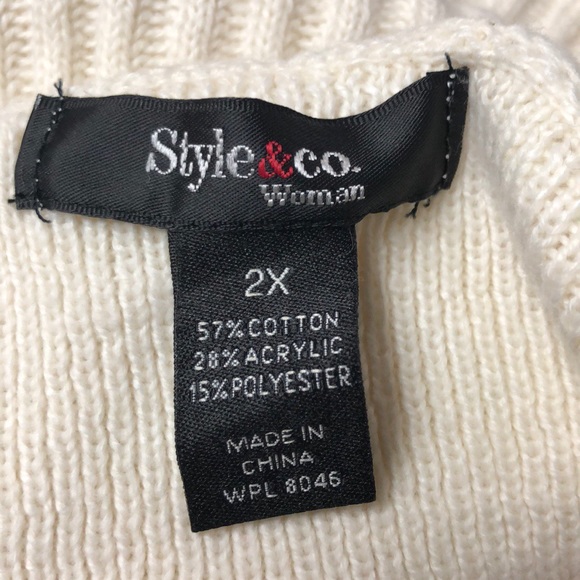 Style&co.
Woman
2X
57%COTTON
28%ACRYLIC
15%POLYESTER
MADE IN
CHINA
WPL 8046